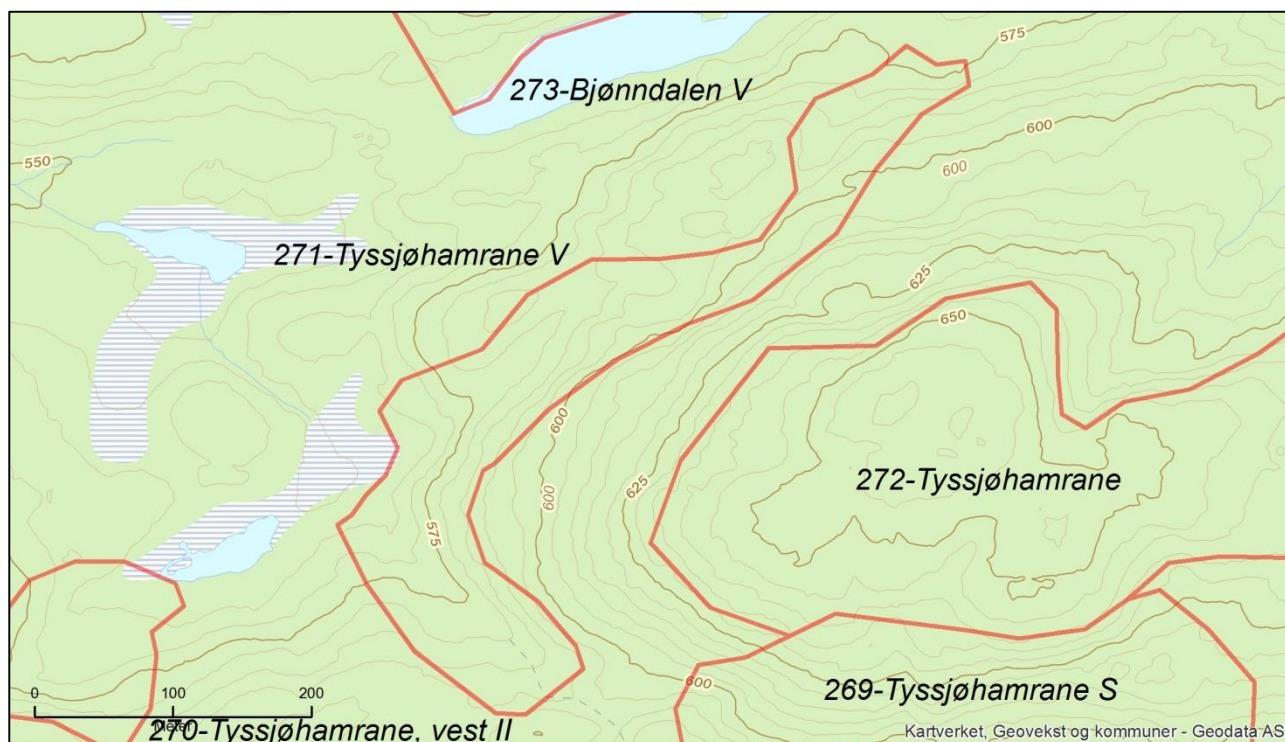 575
273-Bjønndalen V
600
550
600
271-Tyssjøhamrane V
625
650
600
272-Tyssjøhamrane
625
600
575
600
269-Tyssjøhamrane S
0 100 200
Meter
270-Tyssjøhamrane, vest II
Kartverket, Geovekst og kommuner - Geodata AS